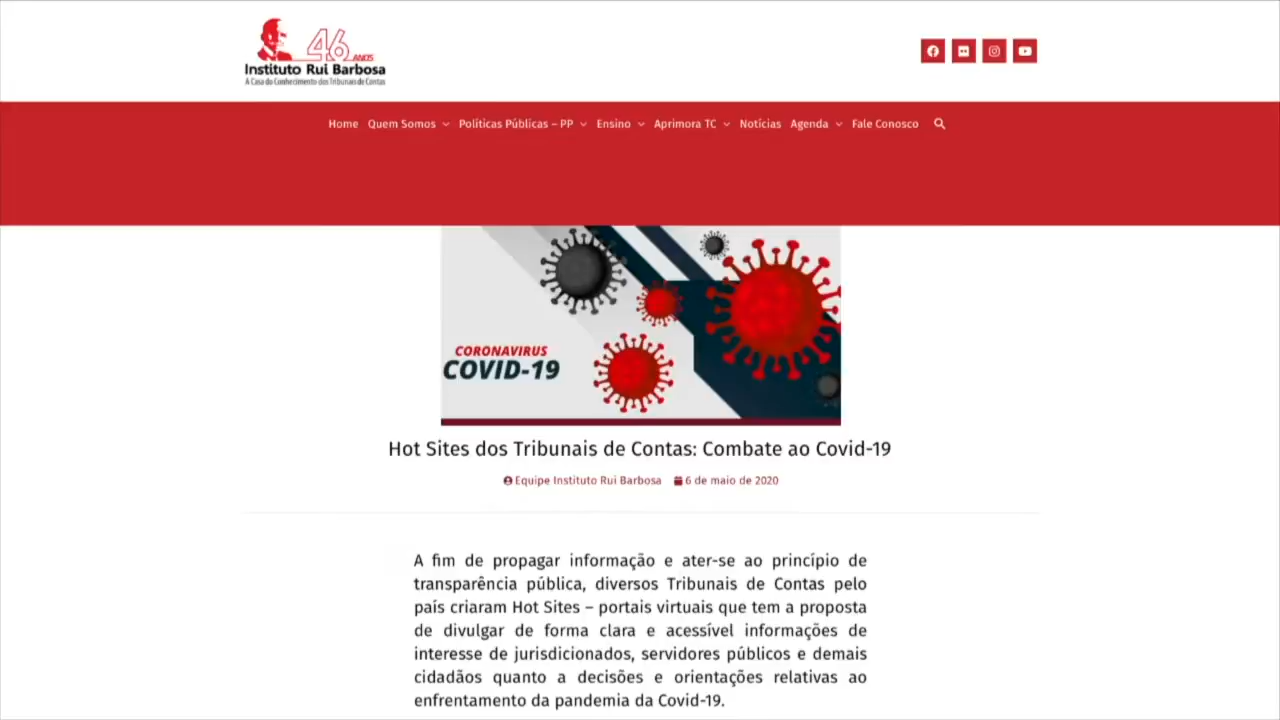 46 ANOS
Instituto Rui Barbosa
A Casa do Conhecimento dos Tribunais de Contas
Home Quem Somos Políticas Públicas – PP Ensino Aprimora TC Notícias Agenda Fale Conosco
CORONAVIRUS
COVID-19
Hot Sites dos Tribunais de Contas: Combate ao Covid-19
Equipe Instituto Rui Barbosa 6 de maio de 2020
A fim de propagar informação e ater-se ao princípio de
transparência pública, diversos Tribunais de Contas pelo
país criaram Hot Sites – portais virtuais que tem a proposta
de divulgar de forma clara e acessível informações de
interesse de jurisdicionados, servidores públicos e demais
cidadãos quanto a decisões e orientações relativas ao
enfrentamento da pandemia da Covid-19.